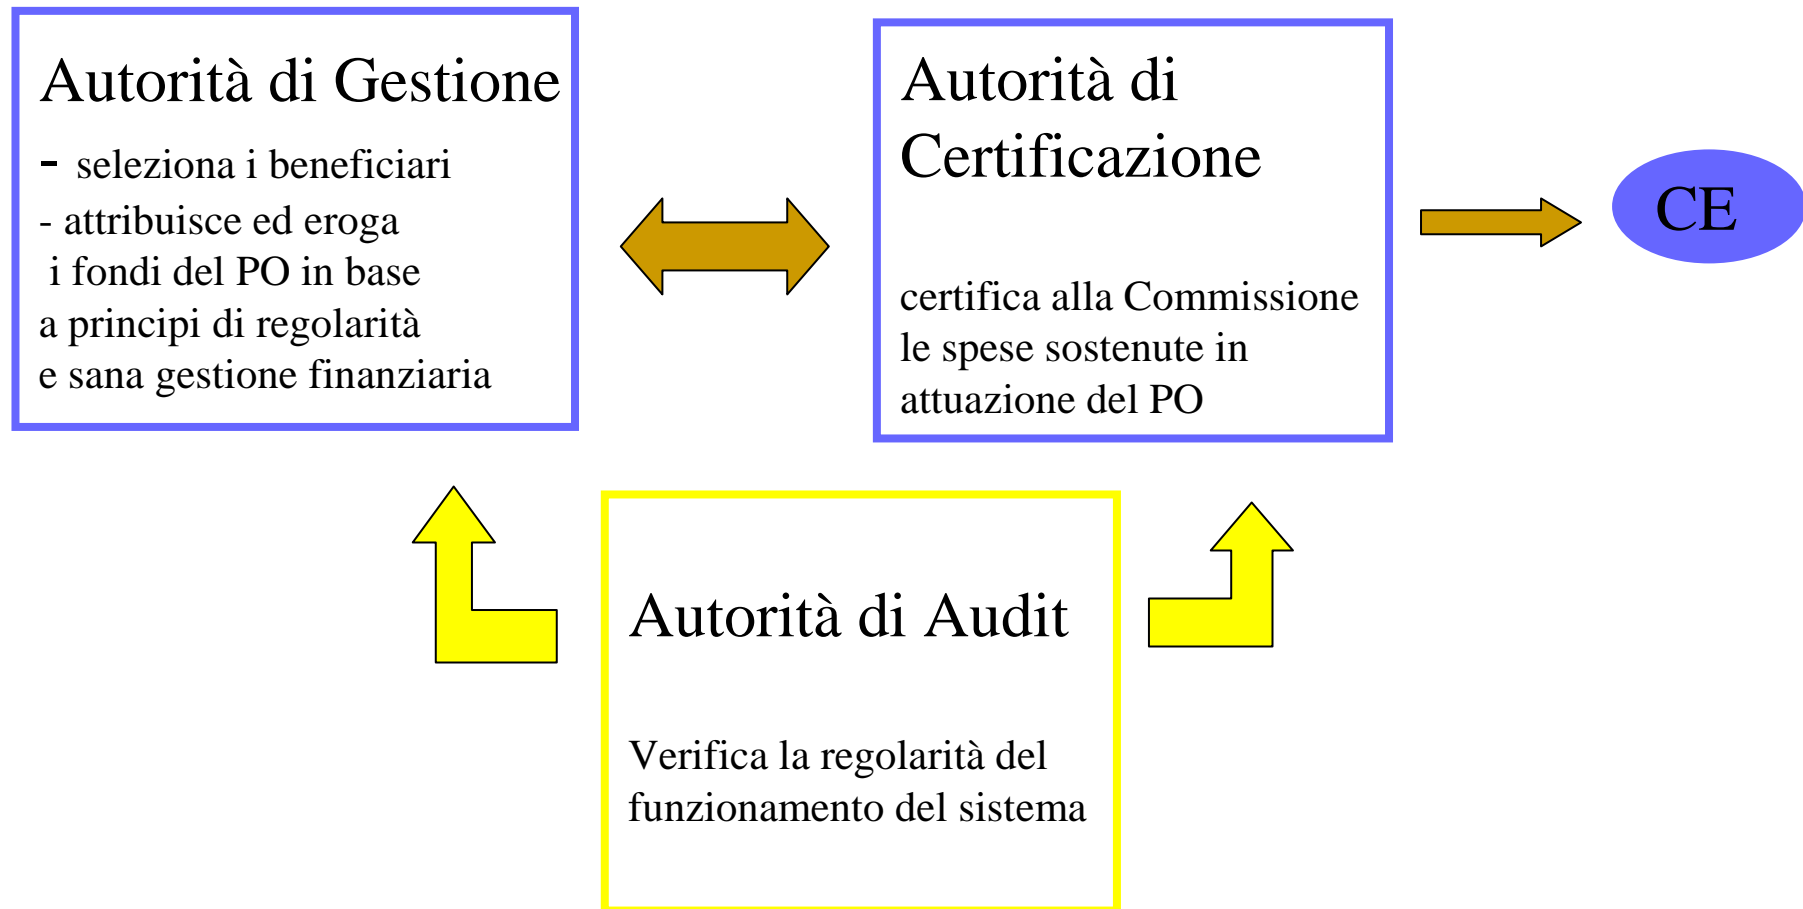 Autorità di Gestione
- seleziona i beneficiari
- attribuisce ed eroga
i fondi del PO in base
a principi di regolarità
e sana gestione finanziaria
Autorità di
Certificazione
certifica alla Commissione
le spese sostenute in
attuazione del PO
CE
Autorità di Audit
Verifica la regolarità del
funzionamento del sistema